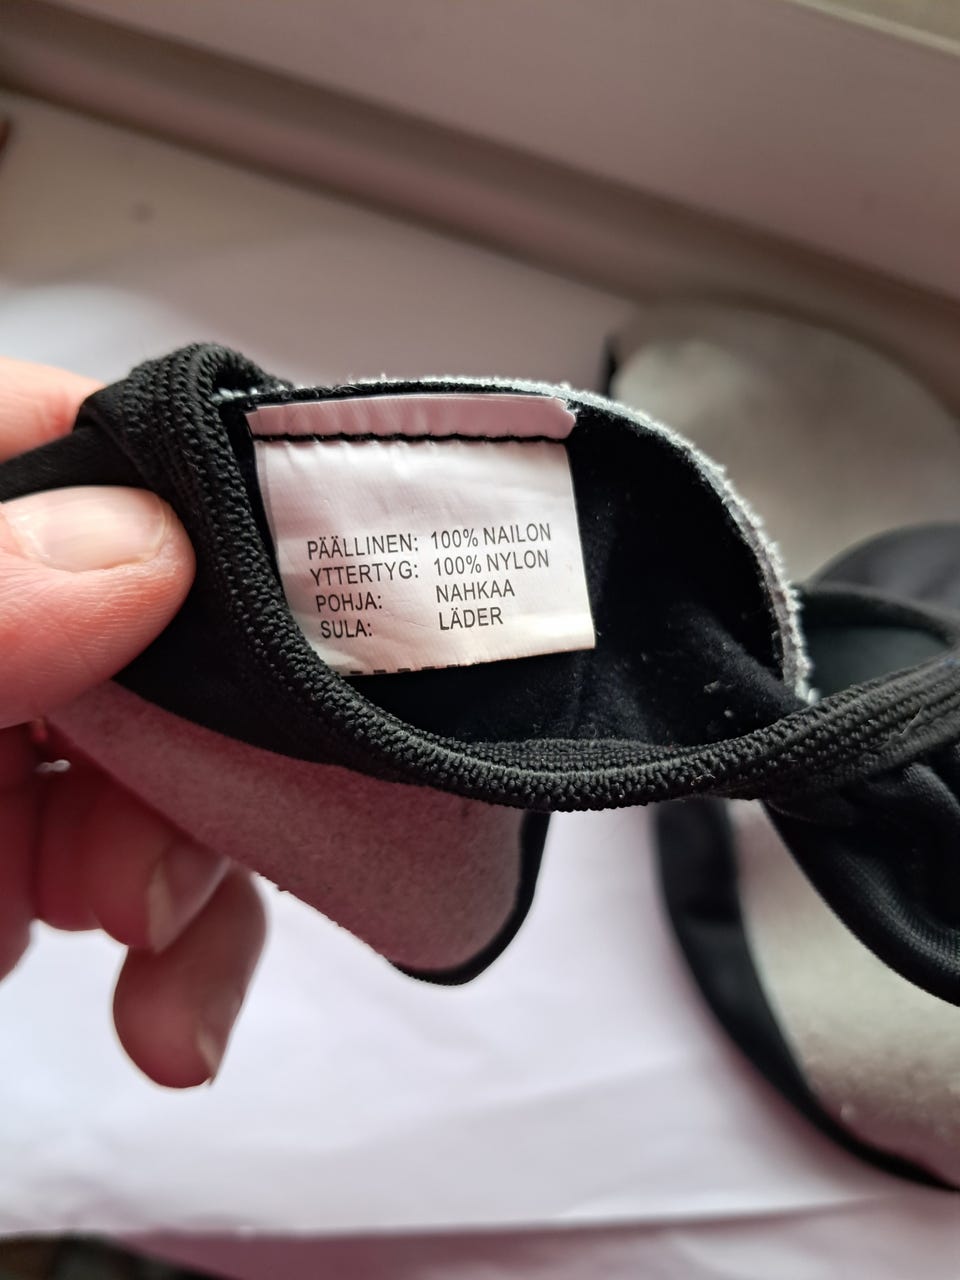 PÄÄLLINEN: 100% NAILON
YTTERTYG: 100% NYLON
POHJA: NAHKAA
SULA: LÄDER